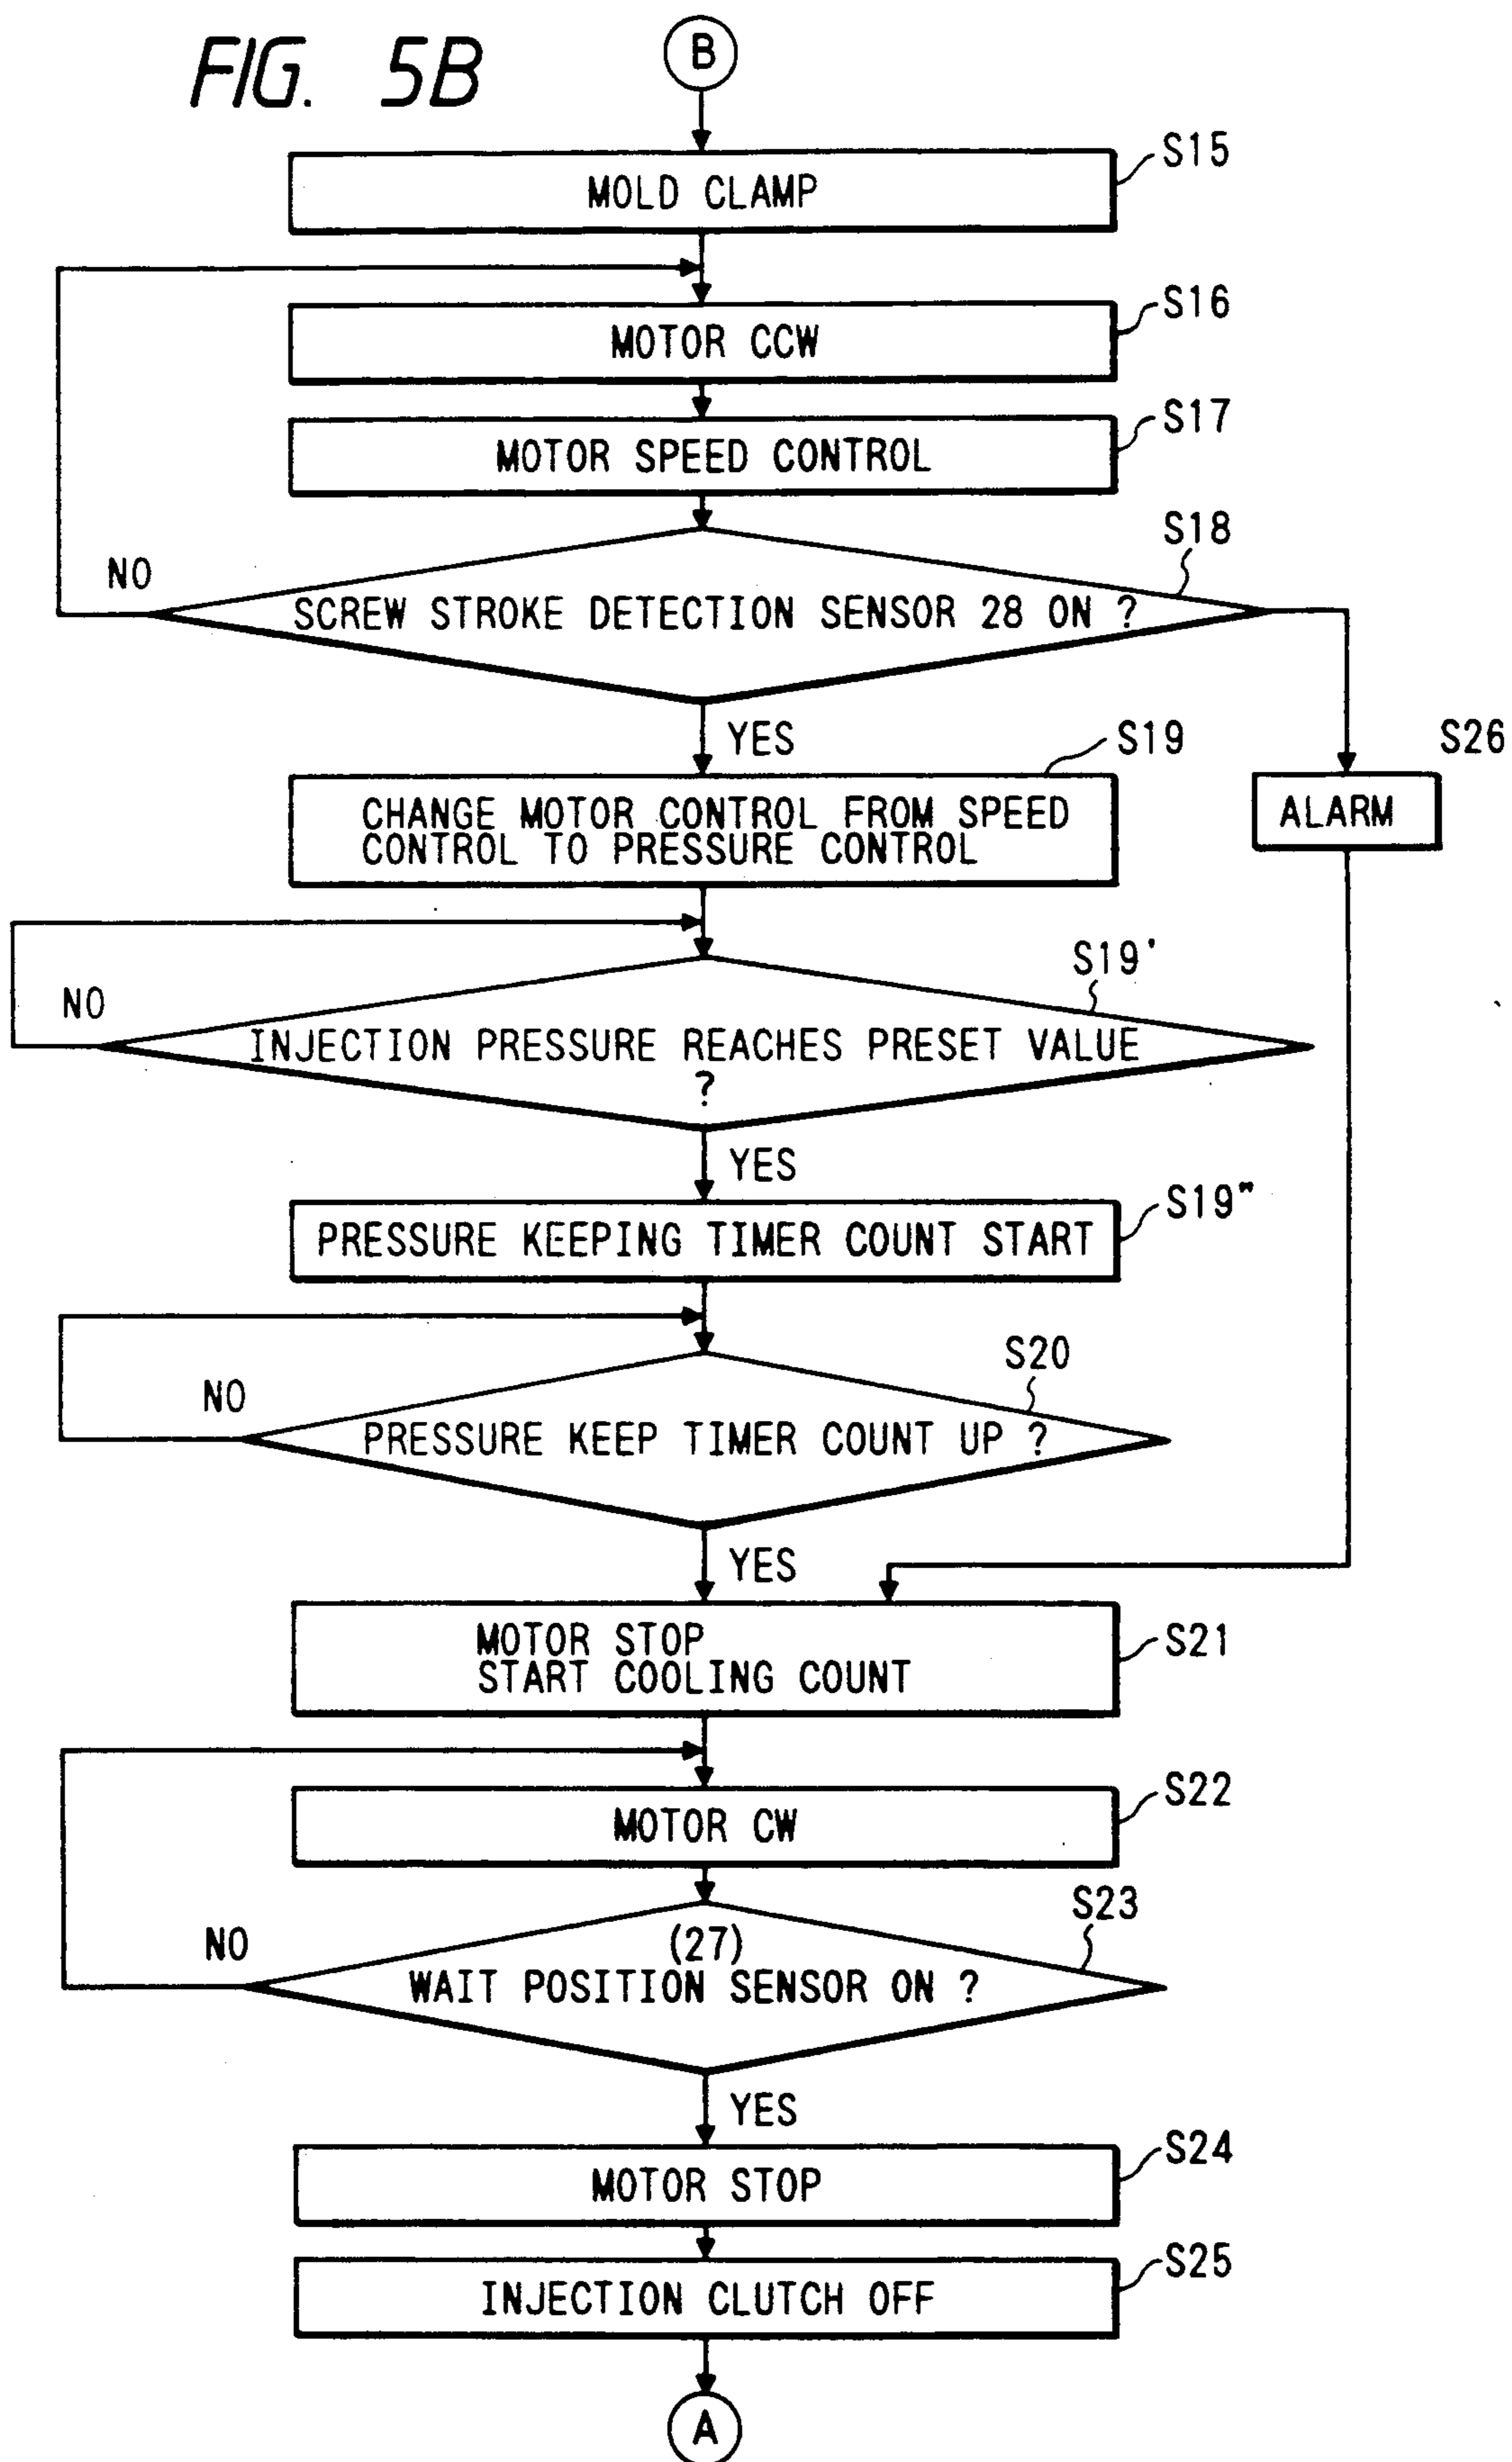 FIG. 5B
B
S15
MOLD CLAMP
S16
MOTOR CCW
S17
MOTOR SPEED CONTROL
S18
NO
SCREW STROKE DETECTION SENSOR 28 ON ?
YES
S19
S26
CHANGE MOTOR CONTROL FROM SPEED
CONTROL TO PRESSURE CONTROL
ALARM
S19'
NO
INJECTION PRESSURE REACHES PRESET VALUE
?
YES
S19"
PRESSURE KEEPING TIMER COUNT START
S20
NO
PRESSURE KEEP TIMER COUNT UP ?
YES
MOTOR STOP
START COOLING COUNT
S21
S22
MOTOR CW
S23
NO
(27)
WAIT POSITION SENSOR ON ?
YES
S24
MOTOR STOP
S25
INJECTION CLUTCH OFF
A